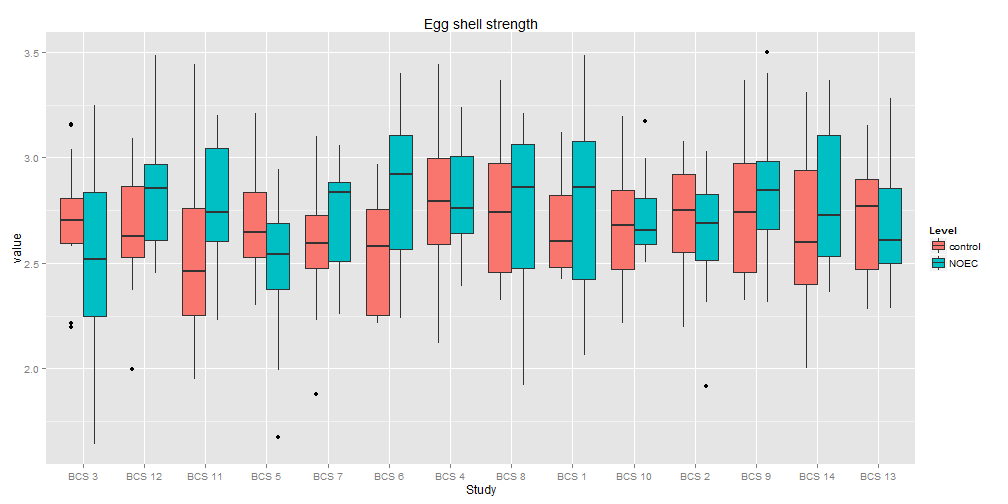 Egg shell strength
3.5
3.0
2.5
2.0
value
BCS 3 BCS 12 BCS 11 BCS 5 BCS 7 BCS 6 BCS 4 BCS 8 BCS 1 BCS 10 BCS 2 BCS 9 BCS 14 BCS 13
Study
Level
control
NOEC